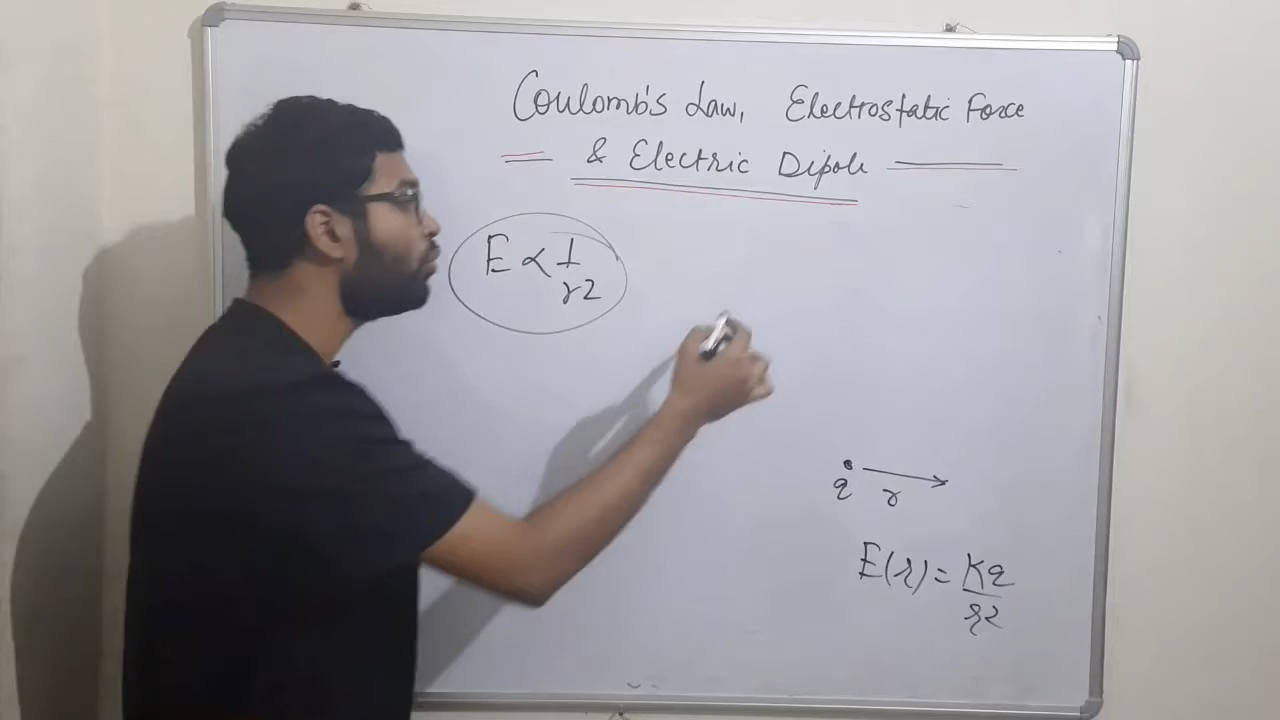 Coulomb's Law, Electrostatic Force
& Electric Dipole
E ∝ 1/r2
q r
E(r) = Kq/r2